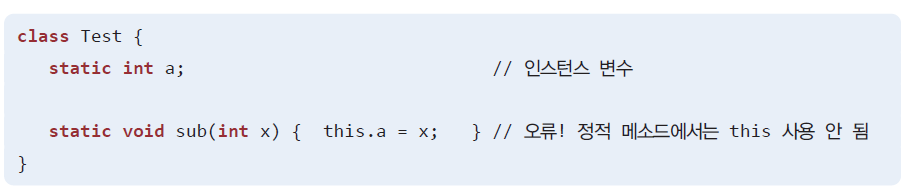 class Test {
static int a; // 인스턴스 변수
static void sub(int x) { this.a = x; } // 오류! 정적 메소드에서는 this 사용 안 됨
}